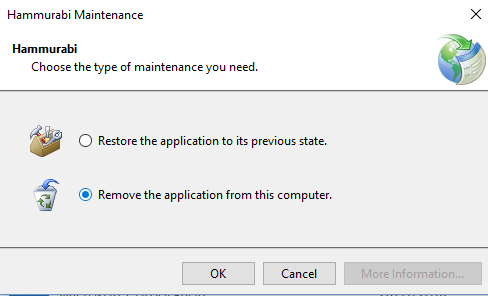 Hammurabi Maintenance
Hammurabi
Choose the type of maintenance you need.
Restore the application to its previous state.
Remove the application from this computer.
OK
Cancel
More Information...